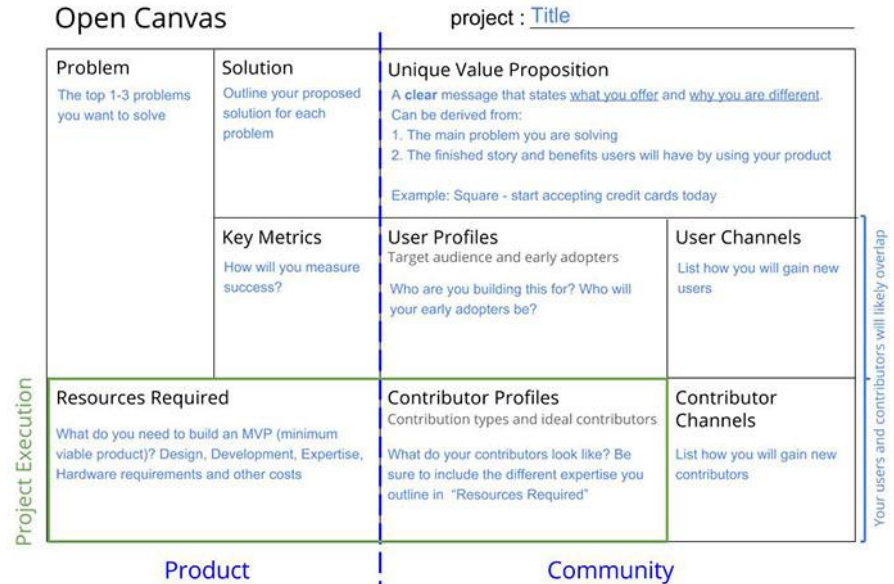 Open Canvas
project : Title
Problem
The top 1-3 problems
you want to solve
Solution
Outline your proposed
solution for each
problem
Unique Value Proposition
A clear message that states what you offer and why you are different.
Can be derived from:
1. The main problem you are solving
2. The finished story and benefits users will have by using your product
Example: Square - start accepting credit cards today
Key Metrics
How will you measure
success?
User Profiles
Target audience and early adopters
Who are you building this for? Who will
your early adopters be?
User Channels
List how you will gain new
users
Resources Required
What do you need to build an MVP (minimum
viable product)? Design, Development, Expertise,
Hardware requirements and other costs
Contributor Profiles
Contribution types and ideal contributors
What do your contributors look like? Be
sure to include the different expertise you
outline in “Resources Required”
Contributor
Channels
List how you will gain new
contributors
Project Execution
Your users and contributors will likely overlap
Product
Community